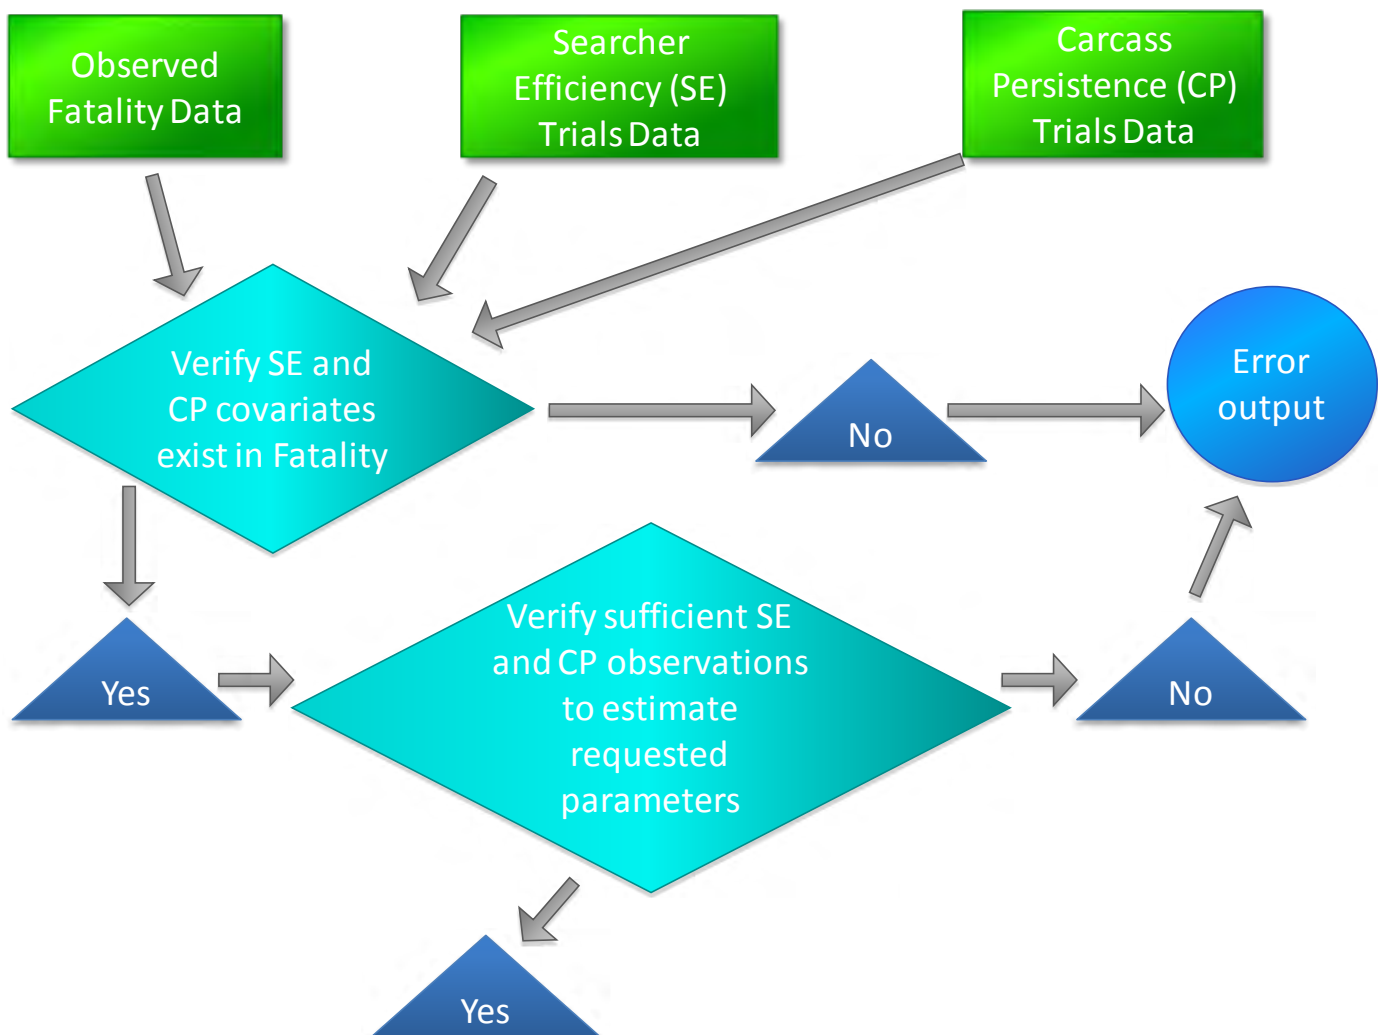 Observed
Fatality Data
Searcher
Efficiency (SE)
Trials Data
Carcass
Persistence (CP)
Trials Data
Verify SE and
CP covariates
exist in Fatality
No
Error
output
Yes
Verify sufficient SE
and CP observations
to estimate
requested
parameters
No
Yes